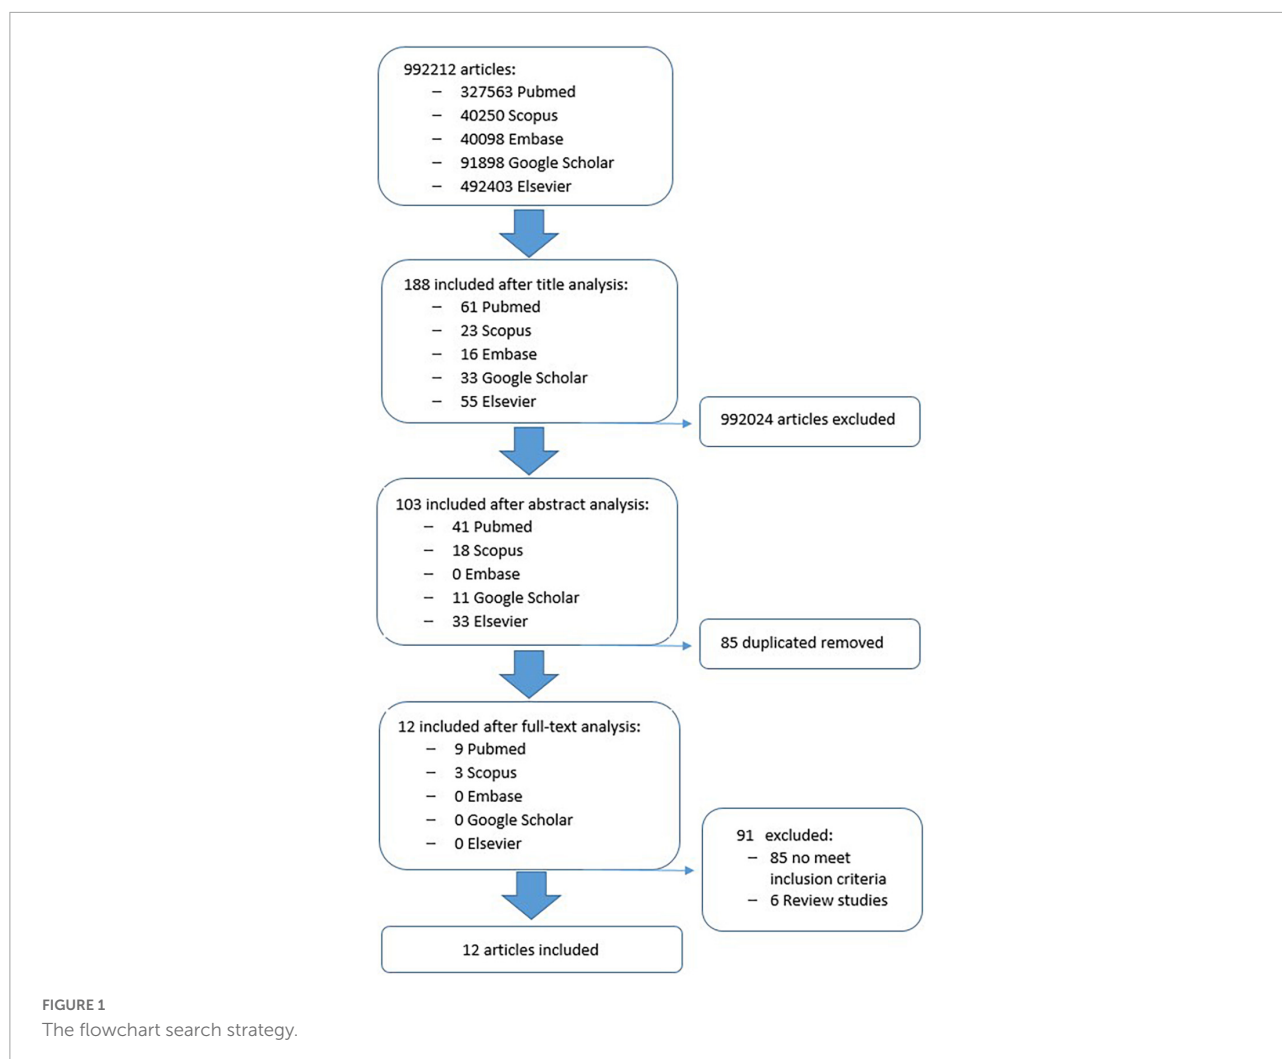 992212 articles:
– 327563 Pubmed
– 40250 Scopus
– 40098 Embase
– 91898 Google Scholar
– 492403 Elsevier
188 included after title analysis:
– 61 Pubmed
– 23 Scopus
– 16 Embase
– 33 Google Scholar
– 55 Elsevier
992024 articles excluded
103 included after abstract analysis:
– 41 Pubmed
– 18 Scopus
– 0 Embase
– 11 Google Scholar
– 33 Elsevier
85 duplicated removed
12 included after full-text analysis:
– 9 Pubmed
– 3 Scopus
– 0 Embase
– 0 Google Scholar
– 0 Elsevier
91 excluded:
– 85 no meet
inclusion criteria
– 6 Review studies
12 articles included
FIGURE 1
The flowchart search strategy.